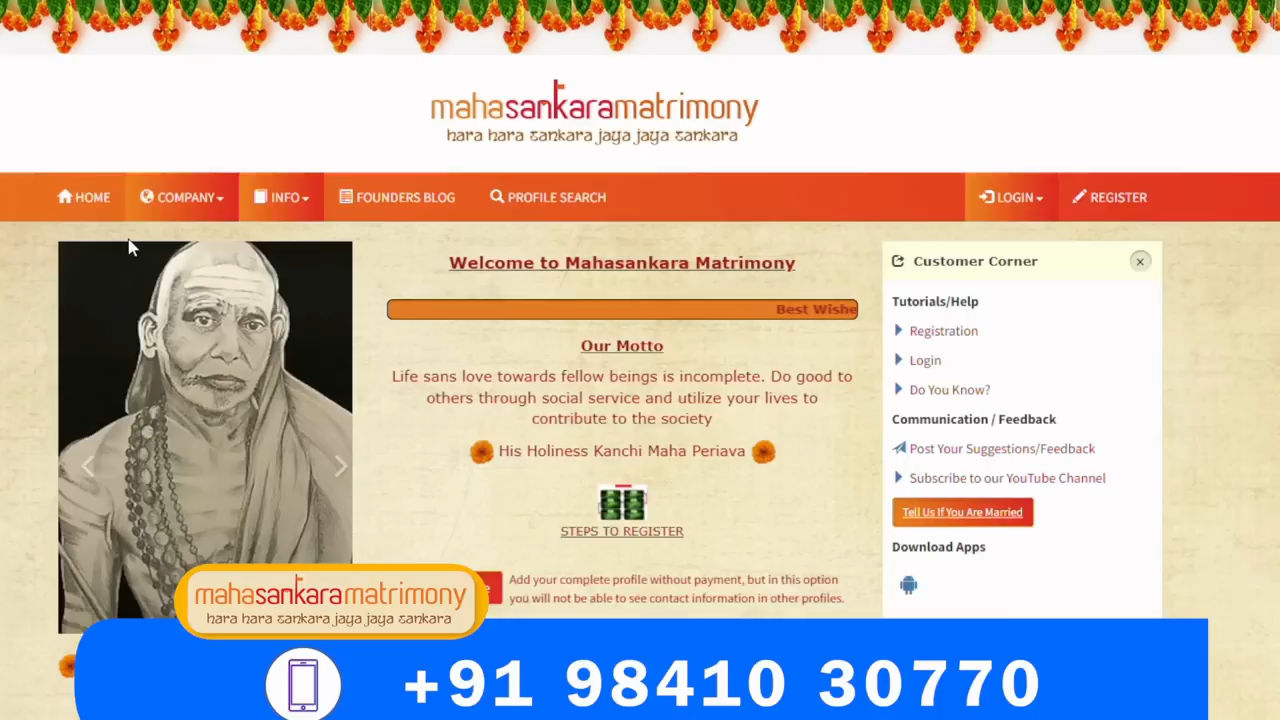 mahasankaramatrimony
hara hara sankara jaya jaya sankara
HOME
COMPANY
INFO
FOUNDERS BLOG
PROFILE SEARCH
LOGIN
REGISTER
Welcome to Mahasankara Matrimony
Best Wishe
Our Motto
Life sans love towards fellow beings is incomplete. Do good to
others through social service and utilize your lives to
contribute to the society
His Holiness Kanchi Maha Periava
STEPS TO REGISTER
Add your complete profile without payment, but in this option
you will not be able to see contact information in other profiles.
Customer Corner
Tutorials/Help
Registration
Login
Do You Know?
Communication / Feedback
Post Your Suggestions/Feedback
Subscribe to our YouTube Channel
Tell Us If You Are Married
Download Apps
mahasankaramatrimony
hara hara sankara jaya jaya sankara
+91 98410 30770